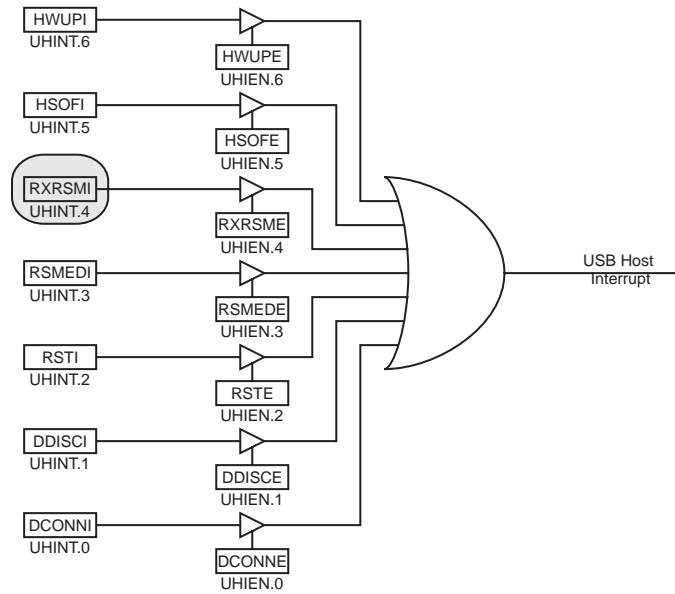 HWUPI
UHINT.6
HWUPE
UHIEN.6
HSOFI
UHINT.5
HSOFE
UHIEN.5
RXRSMI
UHINT.4
RXRSME
UHIEN.4
RSMEDI
UHINT.3
RSMEDE
UHIEN.3
RSTI
UHINT.2
RSTE
UHIEN.2
DDISCI
UHINT.1
DDISCE
UHIEN.1
DCONNI
UHINT.0
DCONNE
UHIEN.0
USB Host
Interrupt